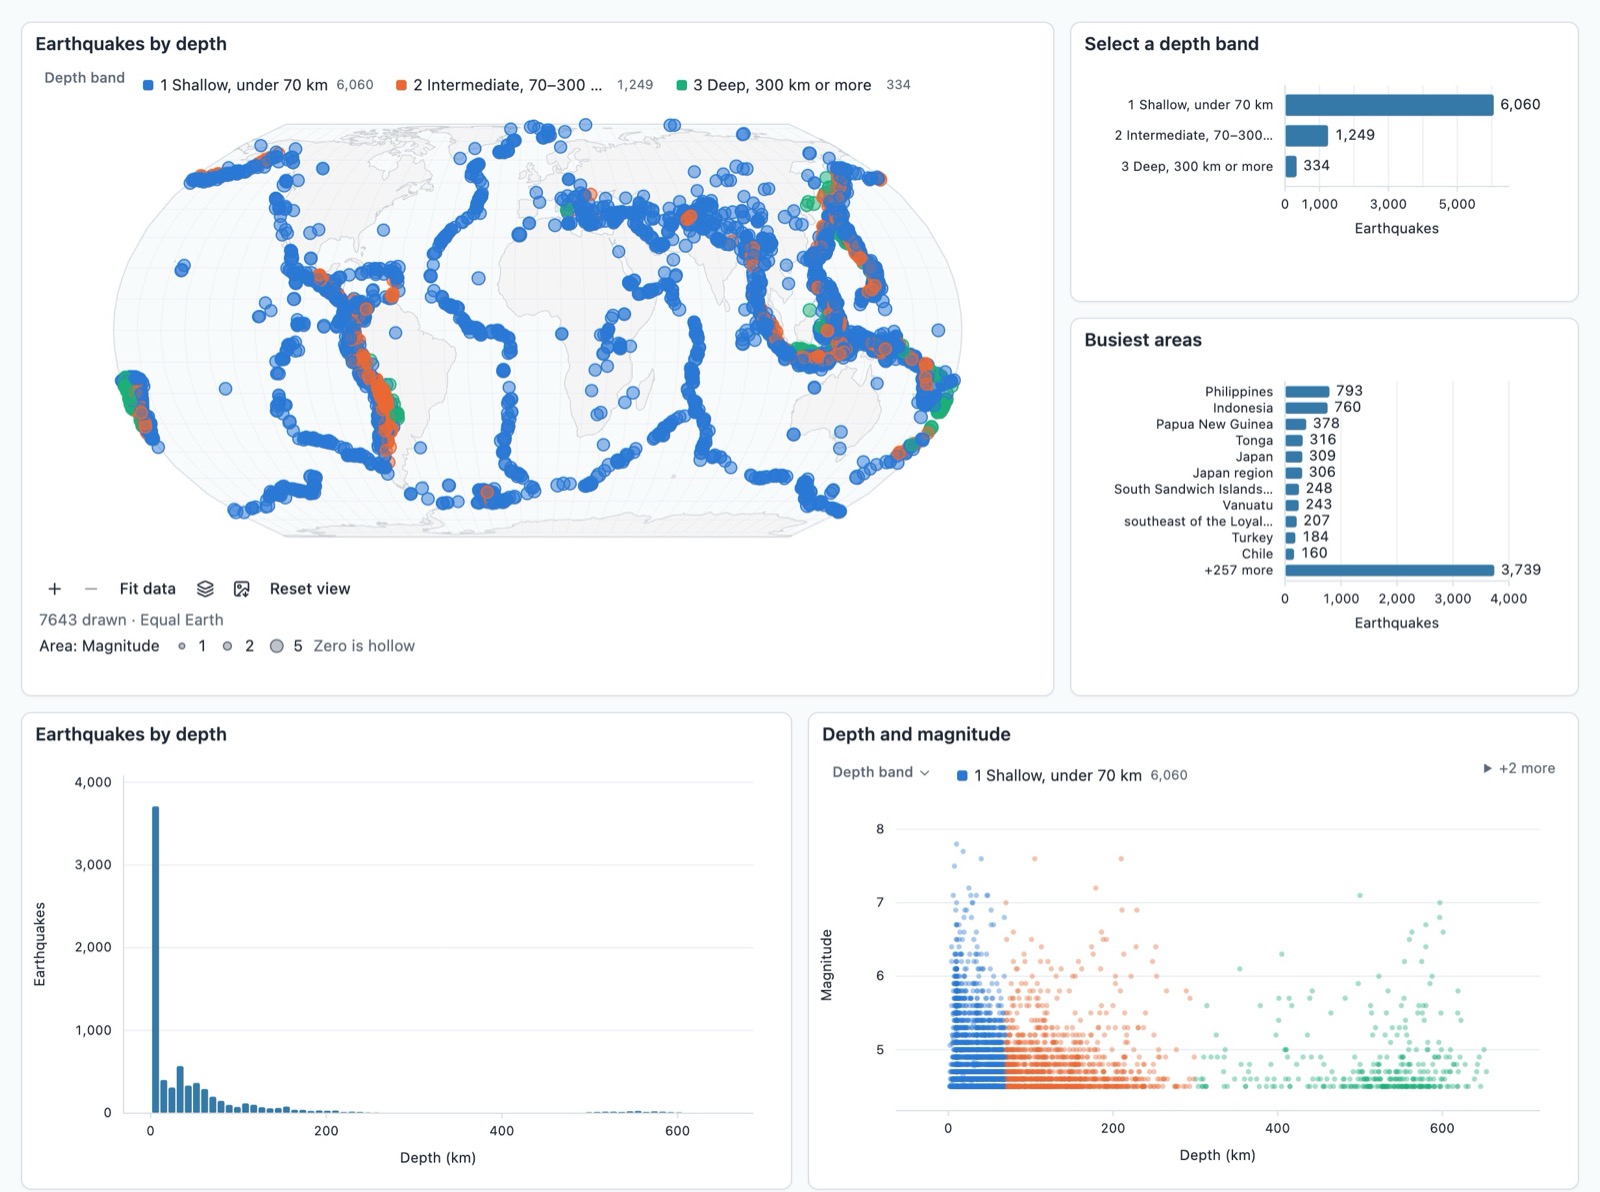 Earthquakes by depth
Depth band
1 Shallow, under 70 km 6,060
2 Intermediate, 70–300 ... 1,249
3 Deep, 300 km or more 334
+ − Fit data Reset view
7643 drawn · Equal Earth
Area: Magnitude 1 2 5 Zero is hollow
Select a depth band
1 Shallow, under 70 km 6,060
2 Intermediate, 70–300... 1,249
3 Deep, 300 km or more 334
0 1,000 3,000 5,000
Earthquakes
Busiest areas
Philippines 793
Indonesia 760
Papua New Guinea 378
Tonga 316
Japan 309
Japan region 306
South Sandwich Islands... 248
Vanuatu 243
southeast of the Loyal... 207
Turkey 184
Chile 160
+257 more 3,739
0 1,000 2,000 3,000 4,000
Earthquakes
Earthquakes by depth
4,000
3,000
2,000
1,000
0
Earthquakes
0 200 400 600
Depth (km)
Depth and magnitude
Depth band
1 Shallow, under 70 km 6,060
+2 more
8
7
6
5
Magnitude
0 200 400 600
Depth (km)